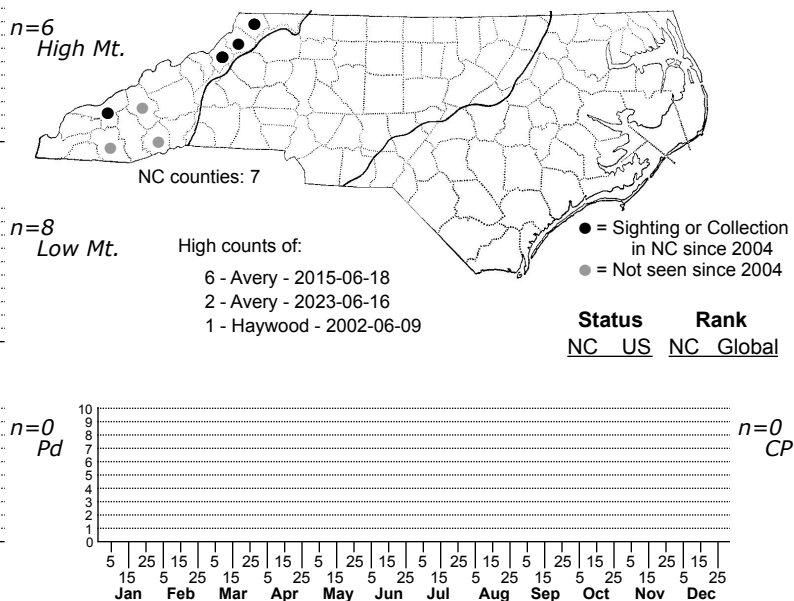 n=6
High Mt.
NC counties: 7
n=8
Low Mt.
High counts of:
6 - Avery - 2015-06-18
2 - Avery - 2023-06-16
1 - Haywood - 2002-06-09
= Sighting or Collection
in NC since 2004
= Not seen since 2004
Status Rank
NC US NC Global
n=0
Pd
10
9
8
7
6
5
4
3
2
1
0
n=0
CP
5 25 15 5 25 15 5 25 15 5 25 15 5 25 15 5 25 15
15 5 25 15 5 25 15 5 25 15 5 25 15 5 25 15 5 25
Jan Feb Mar Apr May Jun Jul Aug Sep Oct Nov Dec